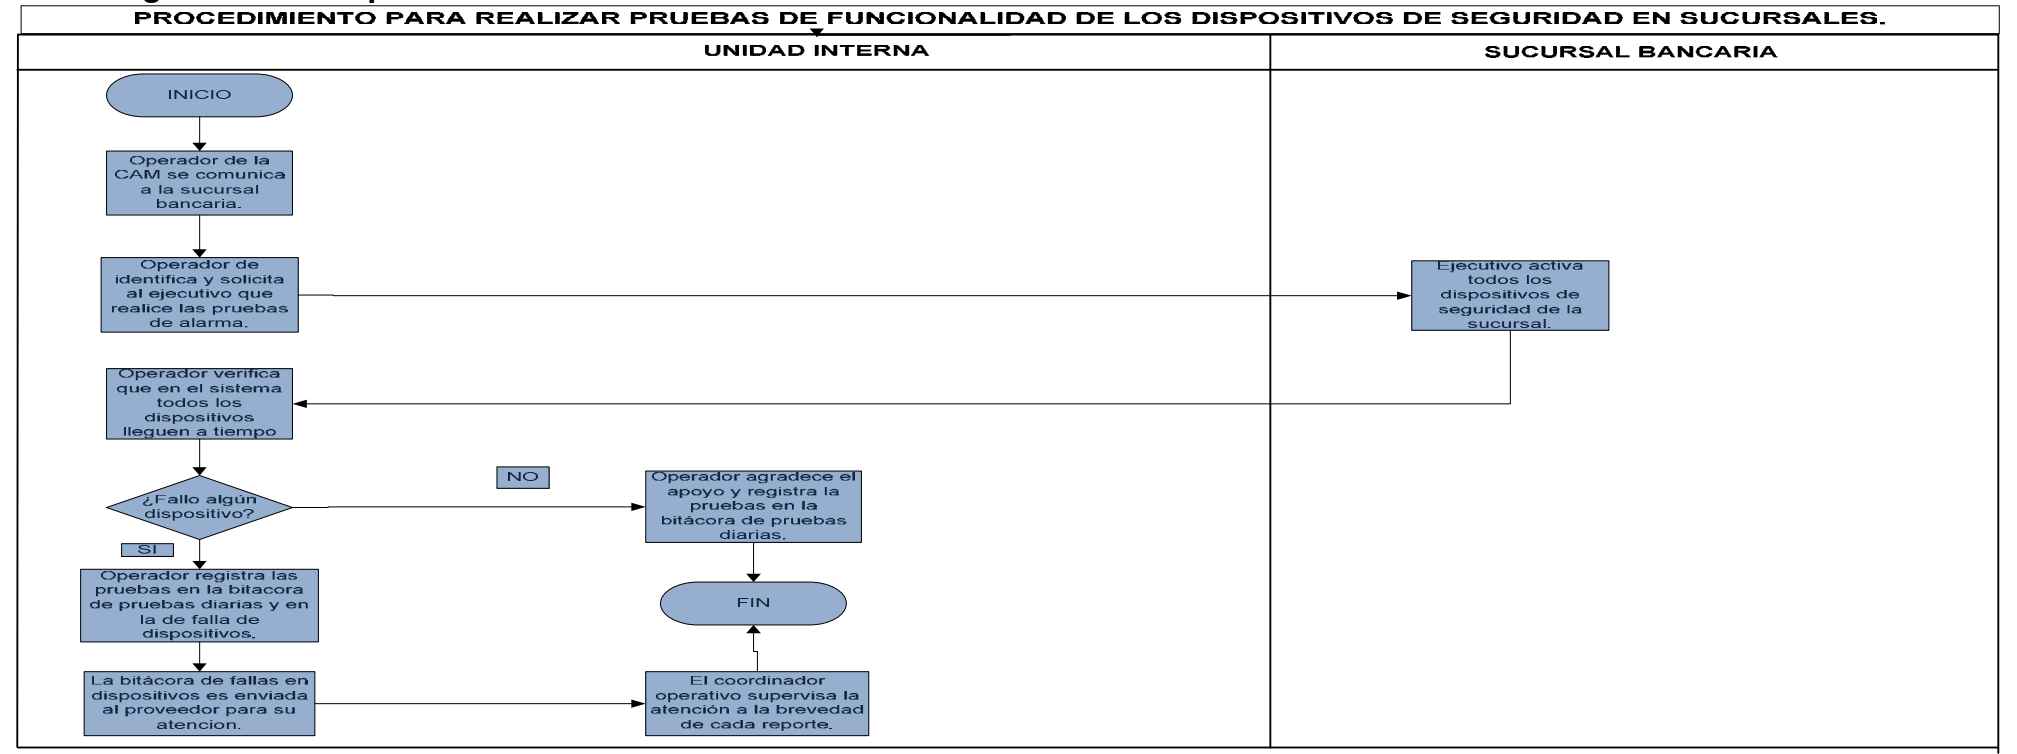 PROCEDIMIENTO PARA REALIZAR PRUEBAS DE FUNCIONALIDAD DE LOS DISPOSITIVOS DE SEGURIDAD EN SUCURSALES.
UNIDAD INTERNA
SUCURSAL BANCARIA
INICIO
Operador de la
CAM se comunica
a la sucursal
bancaria.
Operador de
identifica y solicita
al ejecutivo que
realice las pruebas
de alarma.
Ejecutivo activa
todos los
dispositivos de
seguridad de la
sucursal.
Operador verifica
que en el sistema
todos los
dispositivos
lleguen a tiempo
¿Fallo algún
dispositivo?
NO
Operador agradece el
apoyo y registra la
pruebas en la
bitácora de pruebas
diarias.
SI
Operador registra las
pruebas en la bitacora
de pruebas diarias y en
la de falla de
dispositivos.
FIN
La bitácora de fallas en
dispositivos es enviada
al proveedor para su
atencion.
El coordinador
operativo supervisa la
atención a la brevedad
de cada reporte.